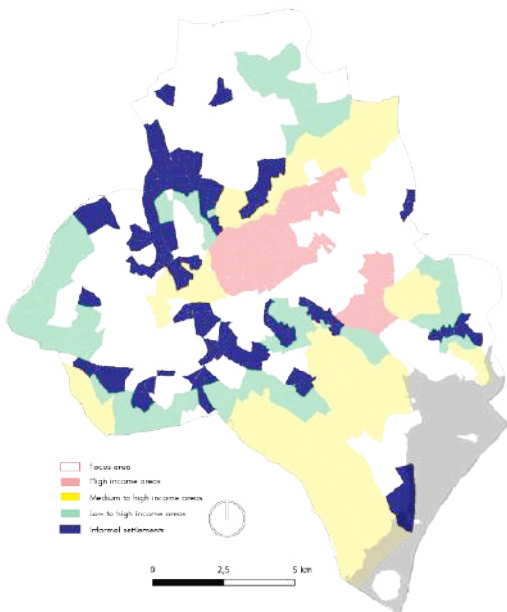 Focus area
High income areas
Medium to high income areas
Low to high income areas
Informal settlements
0 2,5 5 km